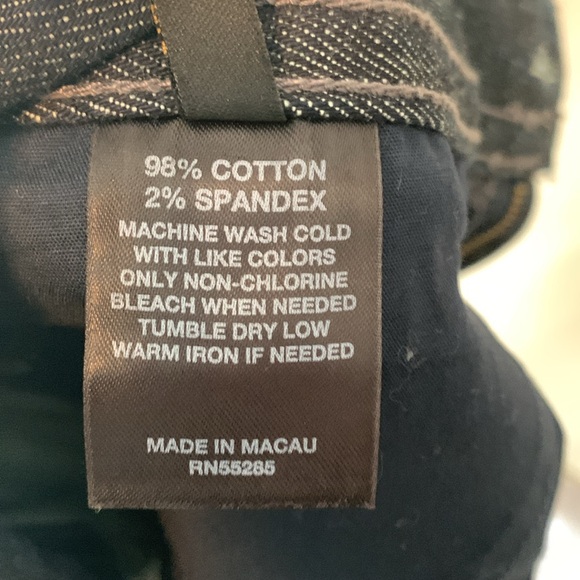 98% COTTON
2% SPANDEX
MACHINE WASH COLD
WITH LIKE COLORS
ONLY NON-CHLORINE
BLEACH WHEN NEEDED
TUMBLE DRY LOW
WARM IRON IF NEEDED
MADE IN MACAU
RN55285